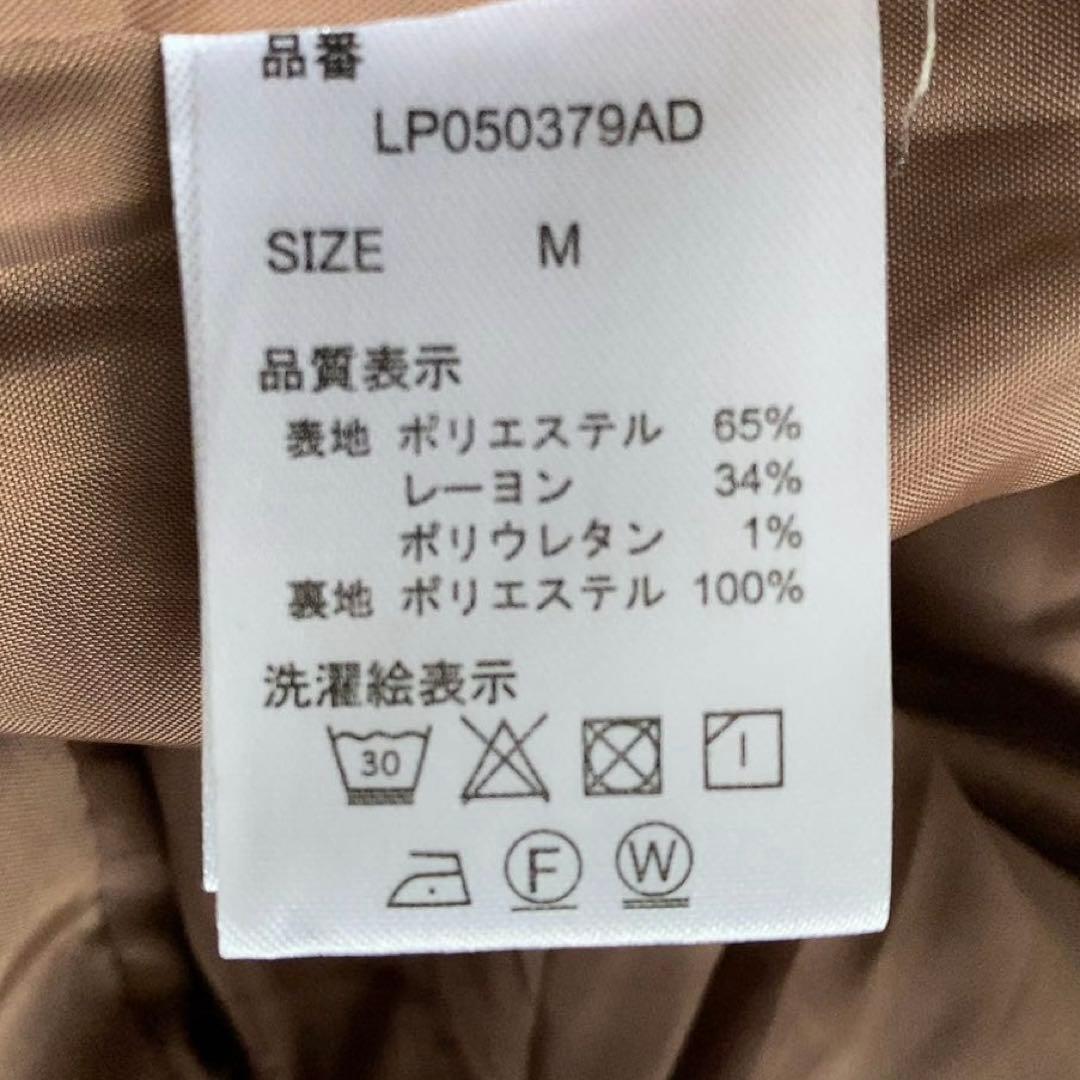 品番
LP050379AD
SIZE M
品質表示
表地 ポリエステル 65%
レーヨン 34%
ポリウレタン 1%
裏地 ポリエステル 100%
洗濯絵表示
30
F W